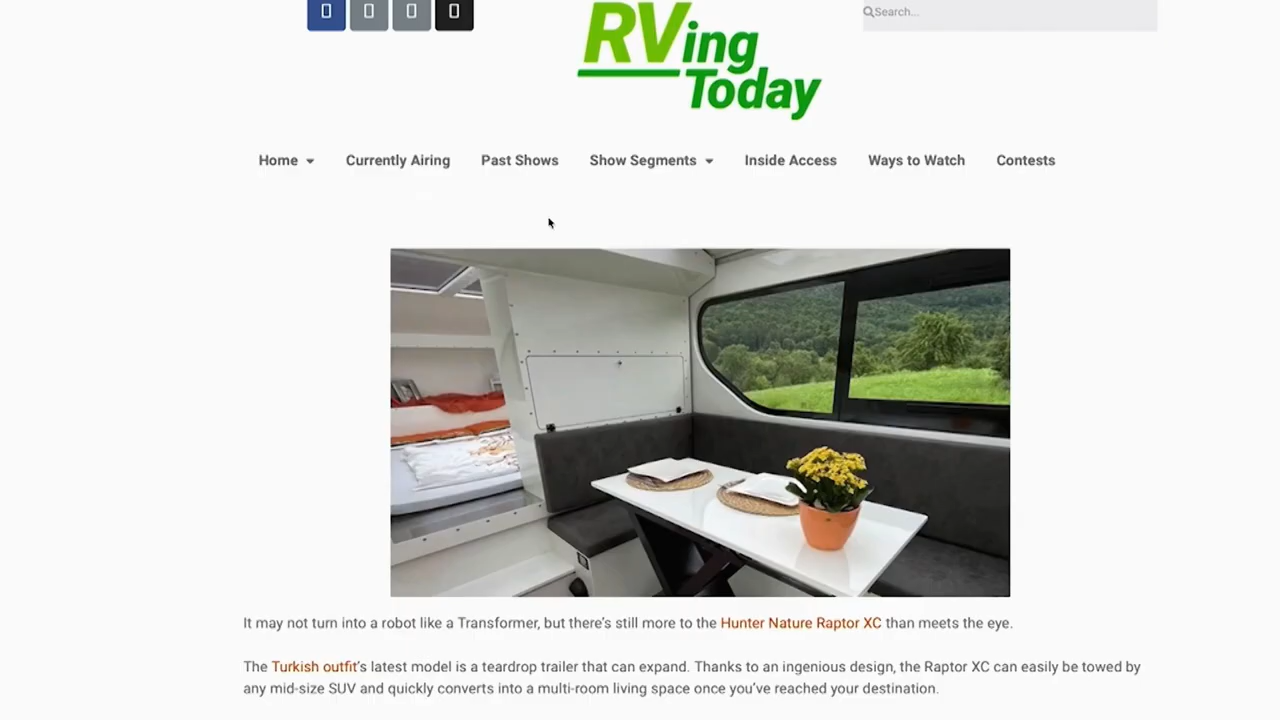 Search...
RVing
Today
Home
Currently Airing
Past Shows
Show Segments
Inside Access
Ways to Watch
Contests
It may not turn into a robot like a Transformer, but there’s still more to the Hunter Nature Raptor XC than meets the eye.
The Turkish outfit’s latest model is a teardrop trailer that can expand. Thanks to an ingenious design, the Raptor XC can easily be towed by
any mid-size SUV and quickly converts into a multi-room living space once you’ve reached your destination.